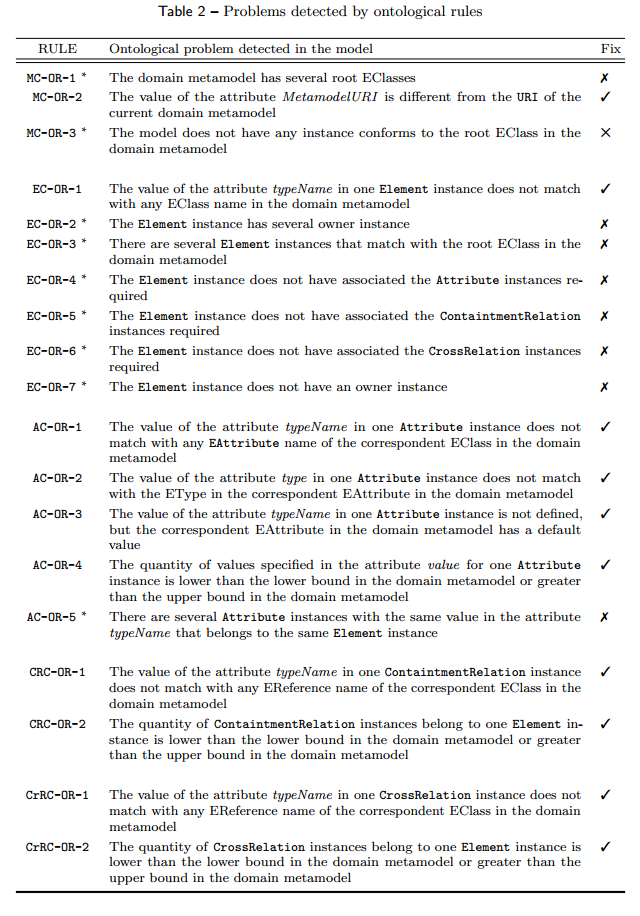 Table 2 – Problems detected by ontological rules
RULE Ontological problem detected in the model Fix
MC-OR-1 * The domain metamodel has several root EClasses ✗
MC-OR-2 The value of the attribute MetamodelURI is different from the URI of the ✓
current domain metamodel
MC-OR-3 * The model does not have any instance conforms to the root EClass in the ×
domain metamodel
EC-OR-1 The value of the attribute typeName in one Element instance does not match ✓
with any EClass name in the domain metamodel
EC-OR-2 * The Element instance has several owner instance ✗
EC-OR-3 * There are several Element instances that match with the root EClass in the ✗
domain metamodel
EC-OR-4 * The Element instance does not have associated the Attribute instances re- ✗
quired
EC-OR-5 * The Element instance does not have associated the ContaintmentRelation ✗
instances required
EC-OR-6 * The Element instance does not have associated the CrossRelation instances ✗
required
EC-OR-7 * The Element instance does not have an owner instance ✗
AC-OR-1 The value of the attribute typeName in one Attribute instance does not ✓
match with any EAttribute name of the correspondent EClass in the domain
metamodel
AC-OR-2 The value of the attribute type in one Attribute instance does not match ✓
with the EType in the correspondent EAttribute in the domain metamodel
AC-OR-3 The value of the attribute typeName in one Attribute instance is not defined, ✓
but the correspondent EAttribute in the domain metamodel has a default
value
AC-OR-4 The quantity of values specified in the attribute value for one Attribute ✓
instance is lower than the lower bound in the domain metamodel or greater
than the upper bound in the domain metamodel
AC-OR-5 * There are several Attribute instances with the same value in the attribute ✗
typeName that belongs to the same Element instance
CRC-OR-1 The value of the attribute typeName in one ContaintmentRelation instance ✓
does not match with any EReference name of the correspondent EClass in the
domain metamodel
CRC-OR-2 The quantity of ContaintmentRelation instances belong to one Element in- ✓
stance is lower than the lower bound in the domain metamodel or greater
than the upper bound in the domain metamodel
CrRC-OR-1 The value of the attribute typeName in one CrossRelation instance does not ✓
match with any EReference name of the correspondent EClass in the domain
metamodel
CrRC-OR-2 The quantity of CrossRelation instances belong to one Element instance is ✓
lower than the lower bound in the domain metamodel or greater than the
upper bound in the domain metamodel